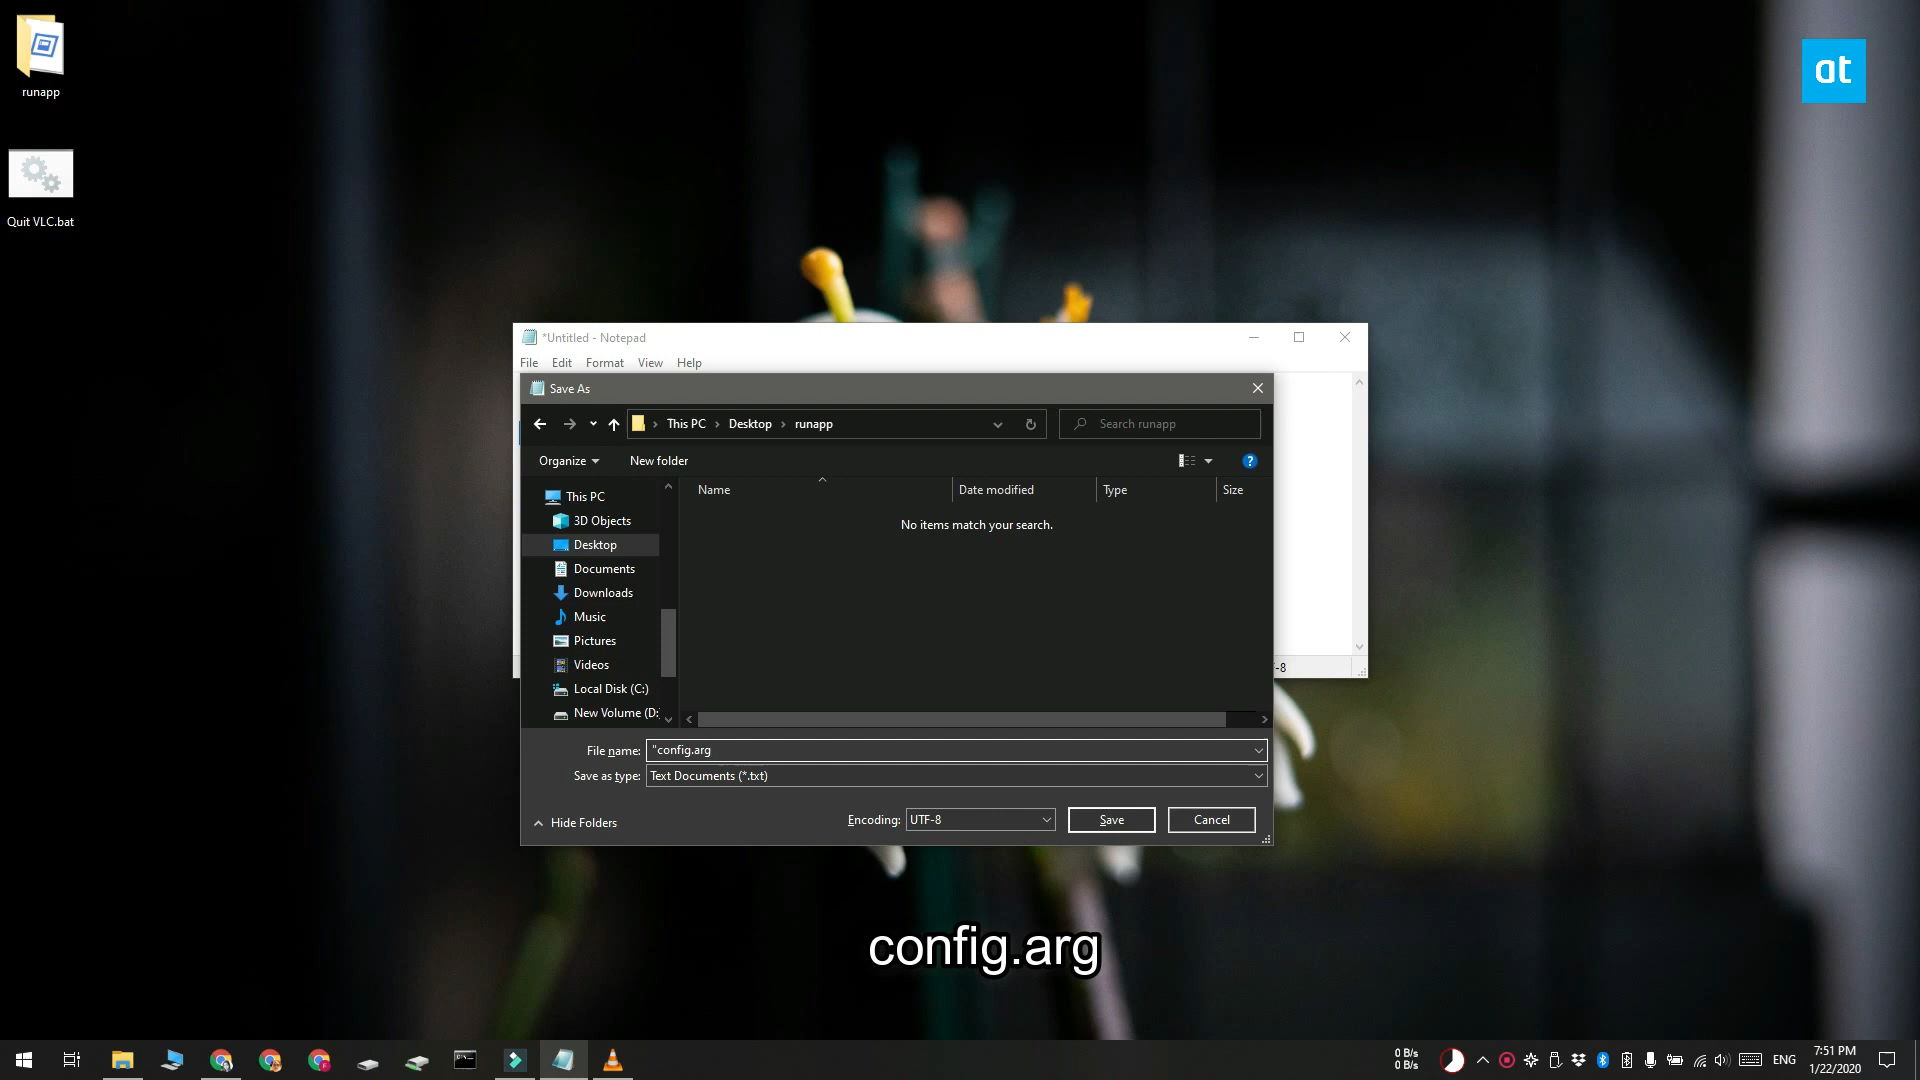 runapp
Quit VLC.bat
at
*Untitled - Notepad
File Edit Format View Help
Save As
This PC Desktop runapp
Search runapp
Organize New folder
?
Name Date modified Type Size
No items match your search.
This PC
3D Objects
Desktop
Documents
Downloads
Music
Pictures
Videos
Local Disk (C:)
New Volume (D:
-8
File name: "config.arg
Save as type: Text Documents (*.txt)
Hide Folders
Encoding: UTF-8 Save Cancel
config.arg
0 B/s
0 B/s
ENG
7:51 PM
1/22/2020